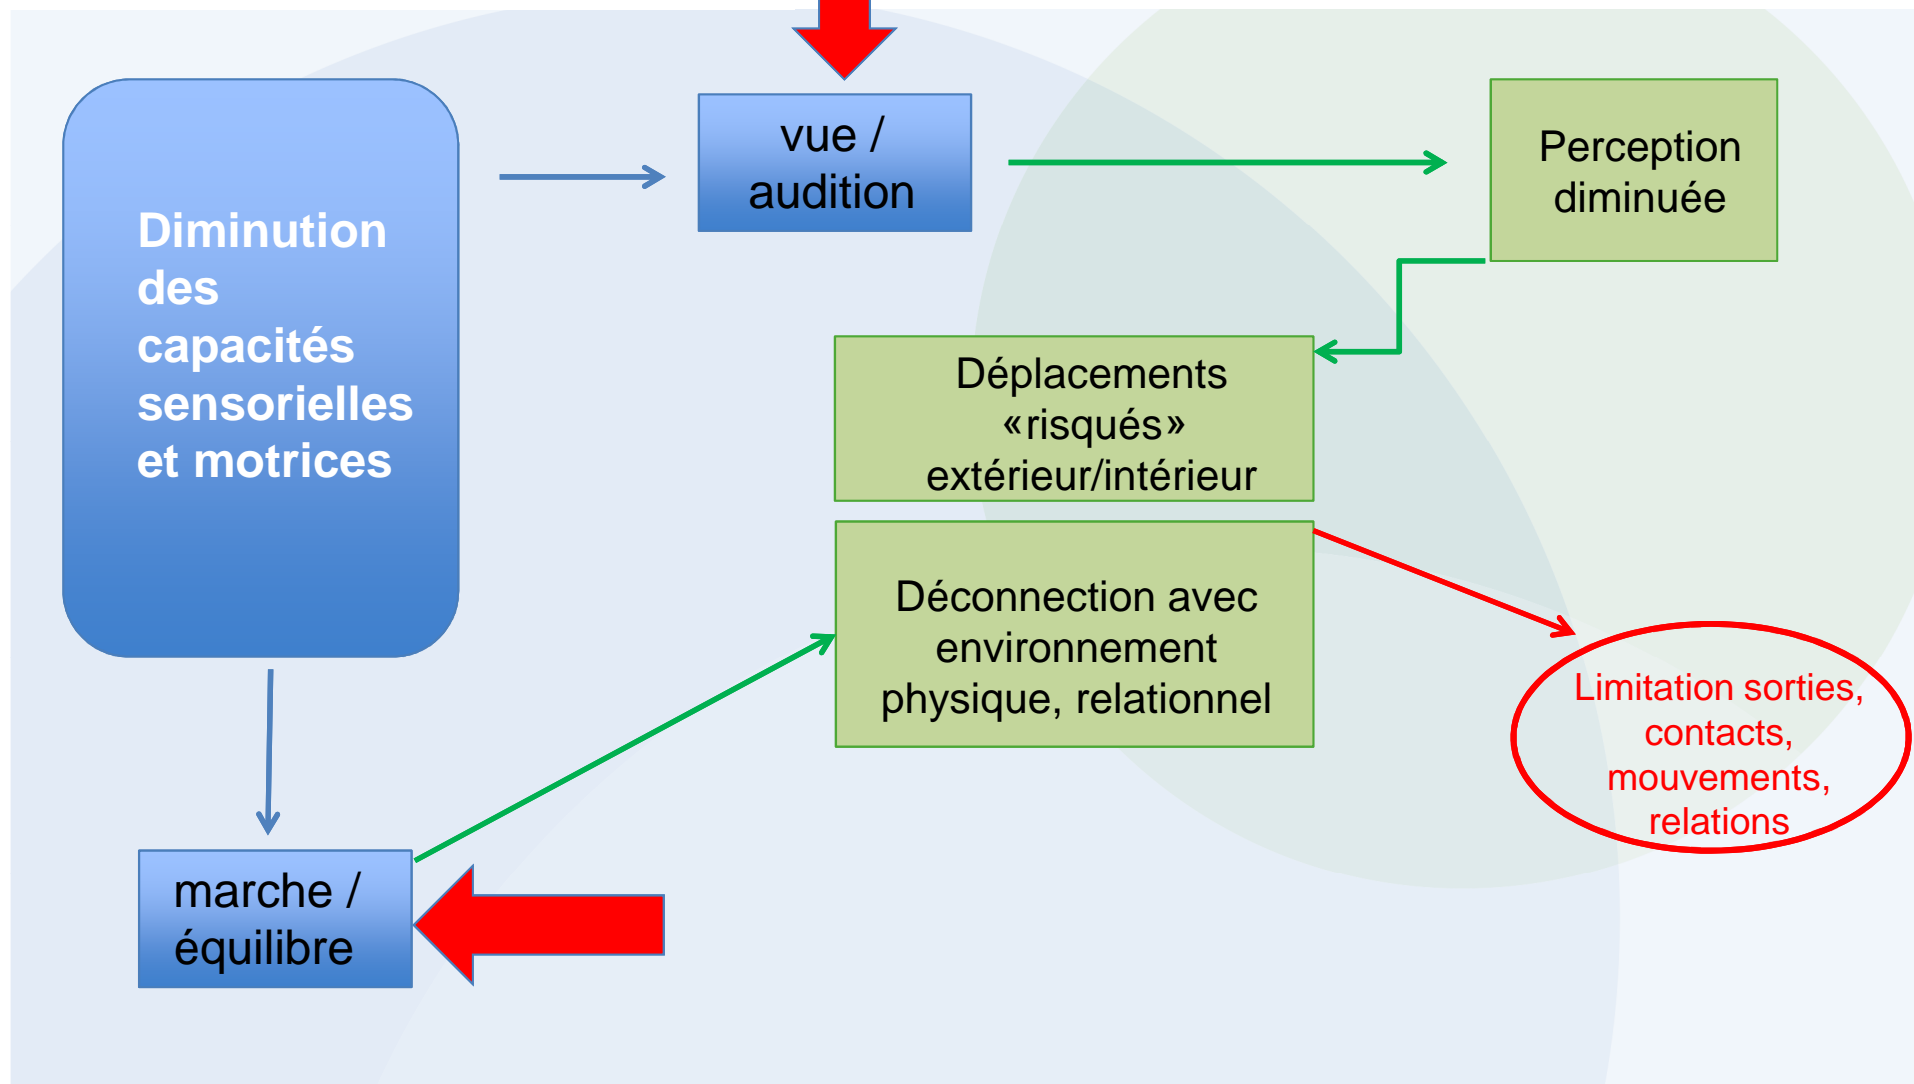 Diminution
des
capacités
sensorielles
et motrices
vue /
audition
Perception
diminuée
Déplacements
«risqués»
extérieur/intérieur
Déconnection avec
environnement
physique, relationnel
Limitation sorties,
contacts,
mouvements,
relations
marche /
équilibre